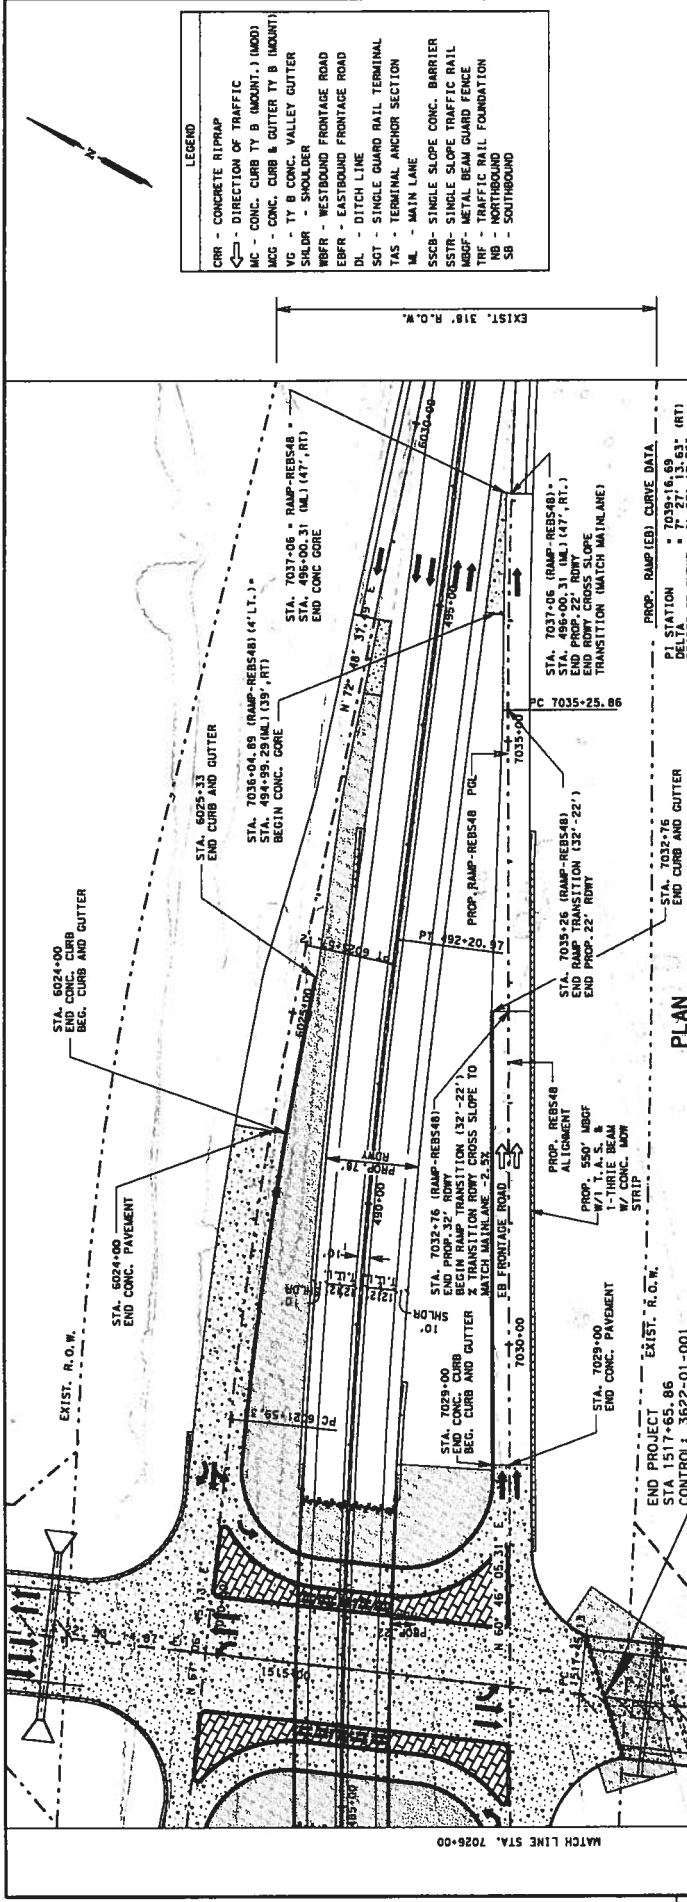 LEGEND
CRR - CONCRETE RIPRAP
- DIRECTION OF TRAFFIC
MC - CONC. CURB TY B (MOUNT.) (MOD)
MCG - CONC. CURB & GUTTER TY B (MOUNT)
VG - TY B CONC. VALLEY GUTTER
SHLDR - SHOULDER
WBFR - WESTBOUND FRONTAGE ROAD
EBFR - EASTBOUND FRONTAGE ROAD
DL - DITCH LINE
SGT - SINGLE GUARD RAIL TERMINAL
TAS - TERMINAL ANCHOR SECTION
ML - MAIN LANE
SSCB- SINGLE SLOPE CONC. BARRIER
SSTR- SINGLE SLOPE TRAFFIC RAIL
MBGF- METAL BEAM GUARD FENCE
TRF - TRAFFIC RAIL FOUNDATION
NB - NORTHBOUND
SB - SOUTHBOUND
N
EXIST. 318' R.O.W.
EXIST. R.O.W.
STA. 6024+00
END CONC. PAVEMENT
STA. 6024+00
END CONC. CURB
BEG. CURB AND GUTTER
STA. 6025+33
END CURB AND GUTTER
STA. 7036+04.89 (RAMP-REBS48) (4'LT.)=
STA. 494+99.29(ML)(39',RT)
BEGIN CONC. GORE
STA. 7037+06 = RAMP-REBS48 =
STA. 496+00.31 (ML)(47',RT)
END CONC GORE
N 72° 48' 37.49" E
6025+00
6030+00
495+00
490+00
485+00
PC 6021+59.3
PT 492+20.97
PROP. 78'
RDWY
10'
SHLDR
STA. 7029+00
END CONC. CURB
BEG. CURB AND GUTTER
STA. 7032+76 (RAMP-REBS48)
END PROP.32' RDWY
BEGIN RAMP TRANSITION (32'-22')
% TRANSITION RDWY CROSS SLOPE TO
MATCH MAINLANE -2.5%
EB FRONTAGE ROAD
PROP. RAMP-REBS48 PGL
7030+00
7035+00
PC 7035+25.86
STA. 7037+06 (RAMP-REBS48)=
STA. 496+00.31 (ML)(47',RT.)
END PROP.22' RDWY
END RDWY CROSS SLOPE
TRANSITION (MATCH MAINLANE)
STA. 7035+26 (RAMP-REBS48)
END RAMP TRANSITION (32'-22')
END PROP.22' RDWY
STA. 7032+76
END CURB AND GUTTER
PROP. REBS48
ALIGNMENT
PROP. 550' MBGF
W/1 T.A.S. &
1-THRIE BEAM
W/ CONC. MOW
STRIP
STA. 7029+00
END CONC. PAVEMENT
N 60° 46' 05.31" E
EXIST. R.O.W.
END PROJECT
STA 1517+65.86
CONTROL: 3622-01-001
MATCH LINE STA. 7026+00
PLAN
PROP. RAMP(EB) CURVE DATA
PI STATION = 7039+16.69
DELTA = 7° 27' 13.63" (RT)